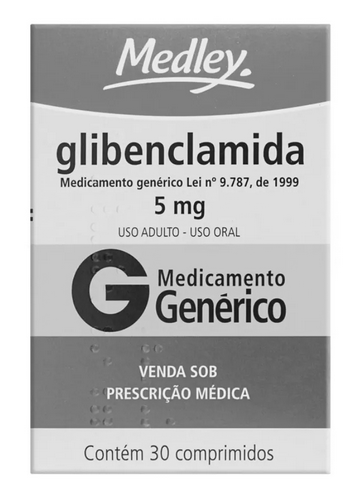 Medley.
glibenclamida
Medicamento genérico Lei nº 9.787, de 1999
5 mg
USO ADULTO - USO ORAL
G Medicamento
Genérico
VENDA SOB
PRESCRIÇÃO MÉDICA
Contém 30 comprimidos